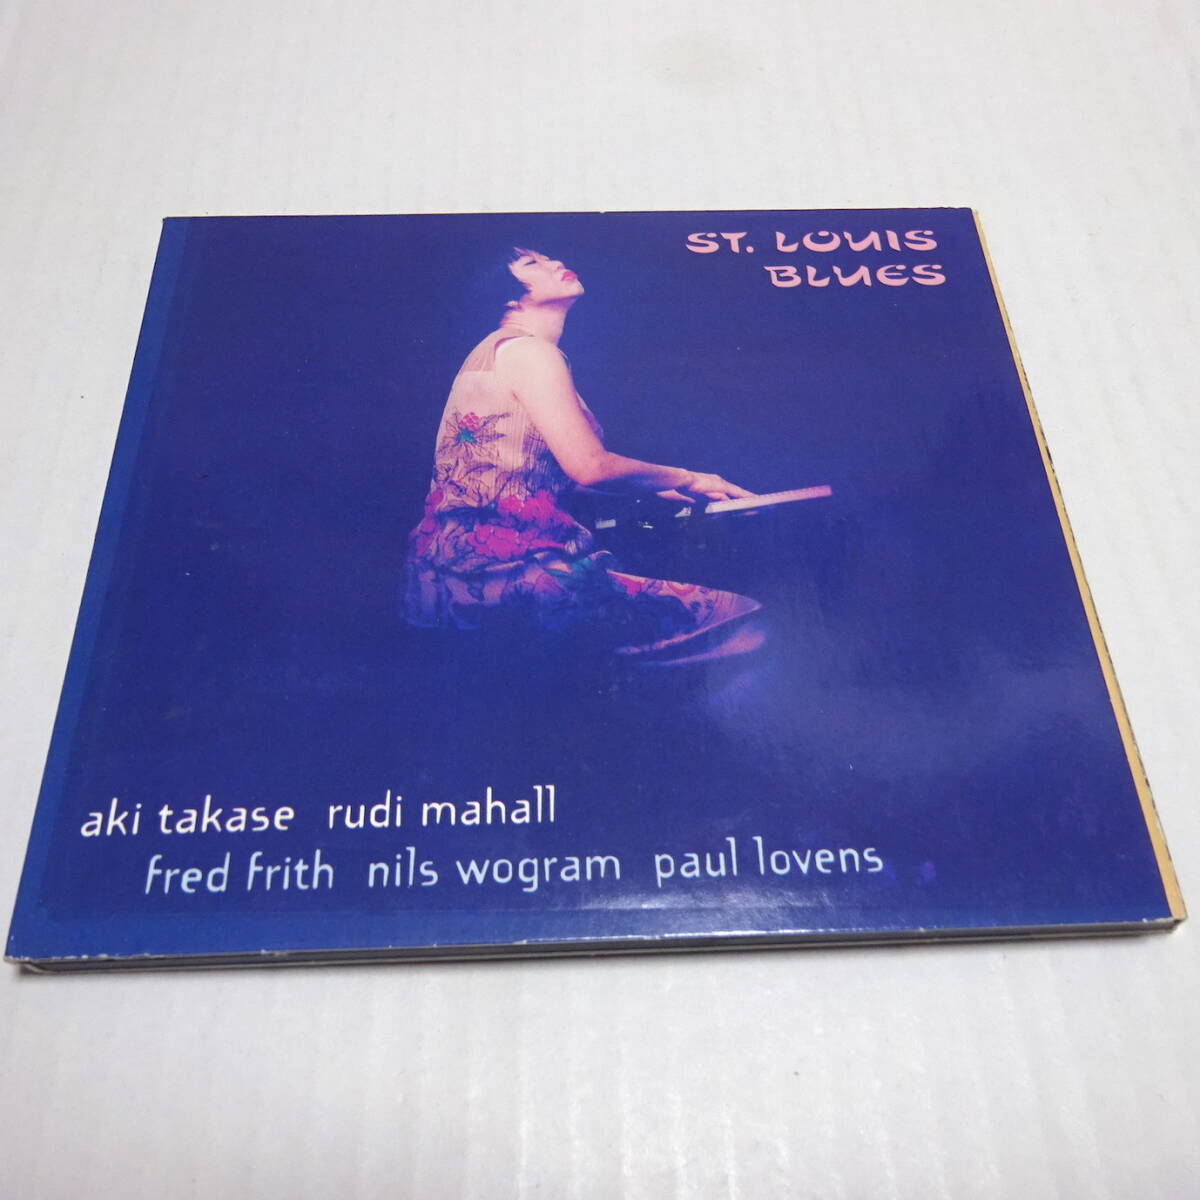 ST. LOUIS
BLUES
aki takase rudi mahall
fred frith nils wogram paul lovens